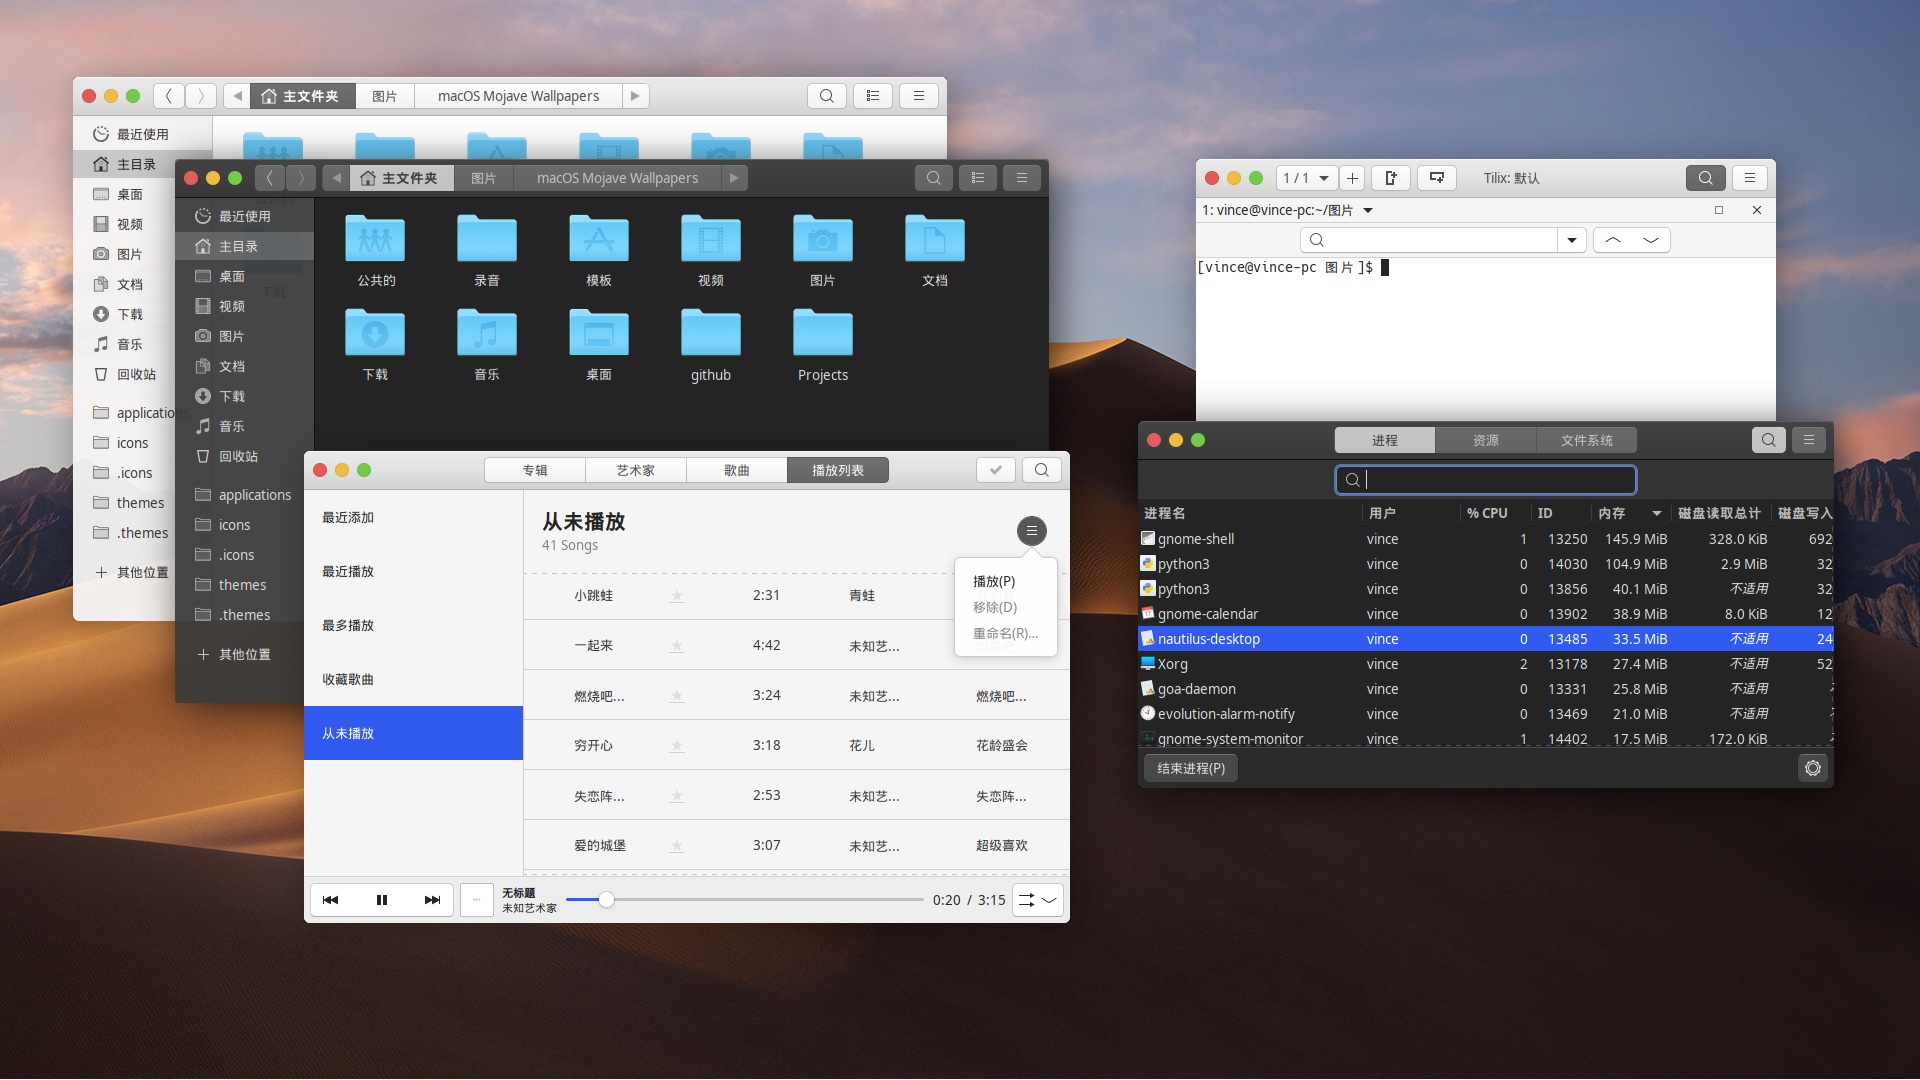 主文件夹 图片 macOS Mojave Wallpapers
最近使用
主目录
桌面
视频
图片
文档
下载
音乐
回收站
applications
icons
.icons
themes
.themes
其他位置
主文件夹 图片 macOS Mojave Wallpapers
最近使用
主目录
桌面
视频
图片
文档
下载
音乐
回收站
applications
icons
.icons
themes
.themes
其他位置
公共的 录音 模板 视频 图片 文档
下载 音乐 桌面 github Projects
专辑 艺术家 歌曲 播放列表
最近添加
最近播放
最多播放
收藏歌曲
从未播放
从未播放
41 Songs
播放(P)
移除(D)
重命名(R)...
小跳蛙 2:31 青蛙
一起来 4:42 未知艺...
燃烧吧... 3:24 未知艺... 燃烧吧...
穷开心 3:18 花儿 花龄盛会
失恋阵... 2:53 未知艺... 失恋阵...
爱的城堡 3:07 未知艺... 超级喜欢
无标题
未知艺术家
0:20 / 3:15
1 / 1 Tilix: 默认
1: vince@vince-pc:~/图片
[vince@vince-pc 图片]$
进程 资源 文件系统
进程名 用户 % CPU ID 内存 磁盘读取总计 磁盘写入
gnome-shell vince 1 13250 145.9 MiB 328.0 KiB 692
python3 vince 0 14030 104.9 MiB 2.9 MiB 32
python3 vince 0 13856 40.1 MiB 不适用 32
gnome-calendar vince 0 13902 38.9 MiB 8.0 KiB 12
nautilus-desktop vince 0 13485 33.5 MiB 不适用 24
Xorg vince 2 13178 27.4 MiB 不适用 52
goa-daemon vince 0 13331 25.8 MiB 不适用
evolution-alarm-notify vince 0 13469 21.0 MiB 不适用
gnome-system-monitor vince 1 14402 17.5 MiB 172.0 KiB
结束进程(P)